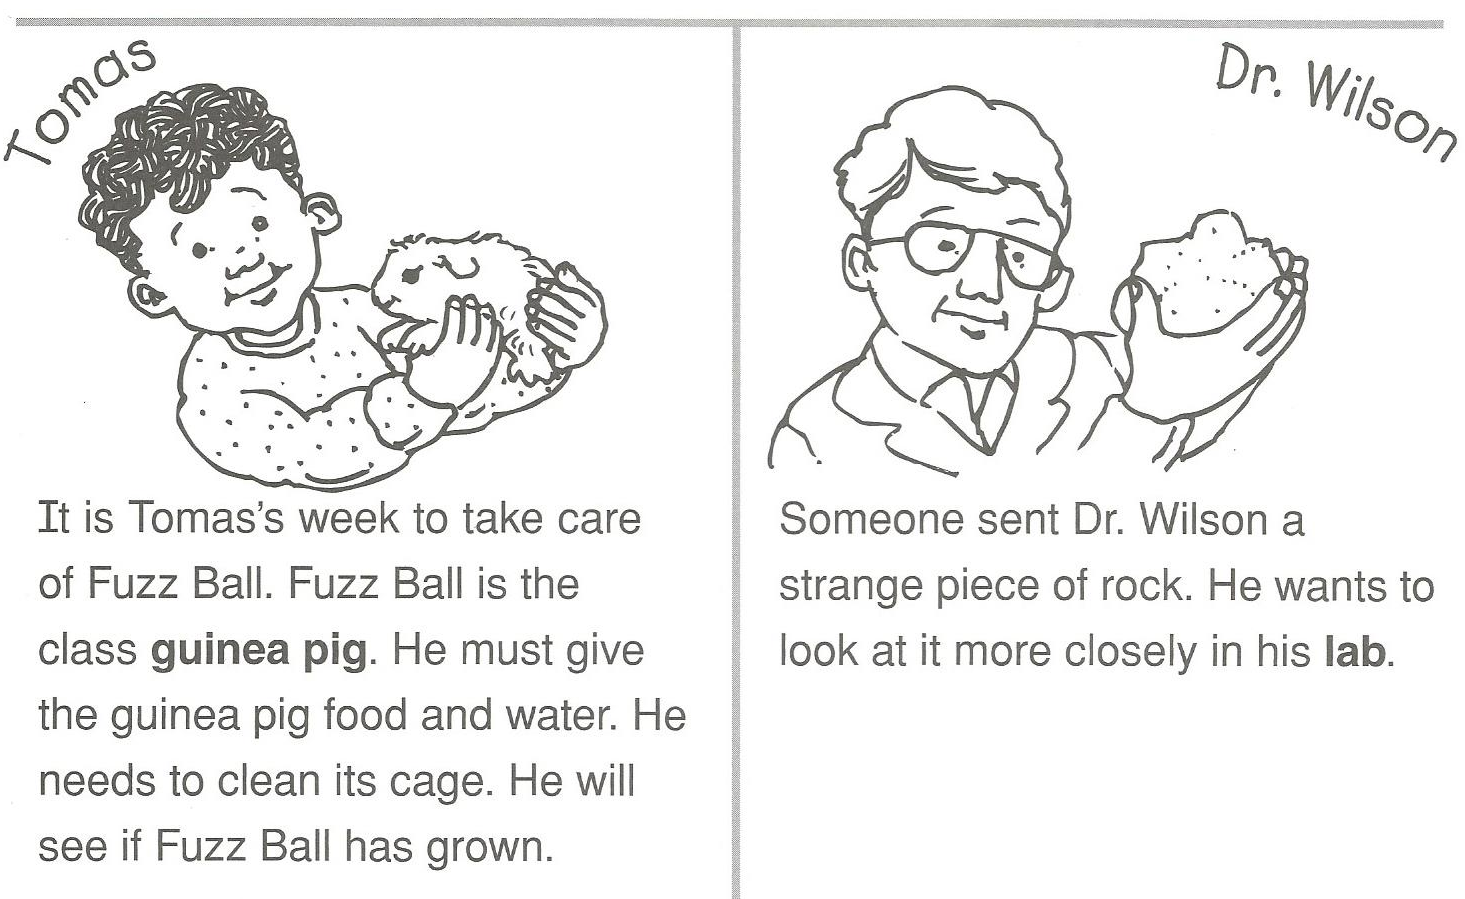 Tomas
It is Tomas's week to take care
of Fuzz Ball. Fuzz Ball is the
class guinea pig. He must give
the guinea pig food and water. He
needs to clean its cage. He will
see if Fuzz Ball has grown.
Dr. Wilson
Someone sent Dr. Wilson a
strange piece of rock. He wants to
look at it more closely in his lab.